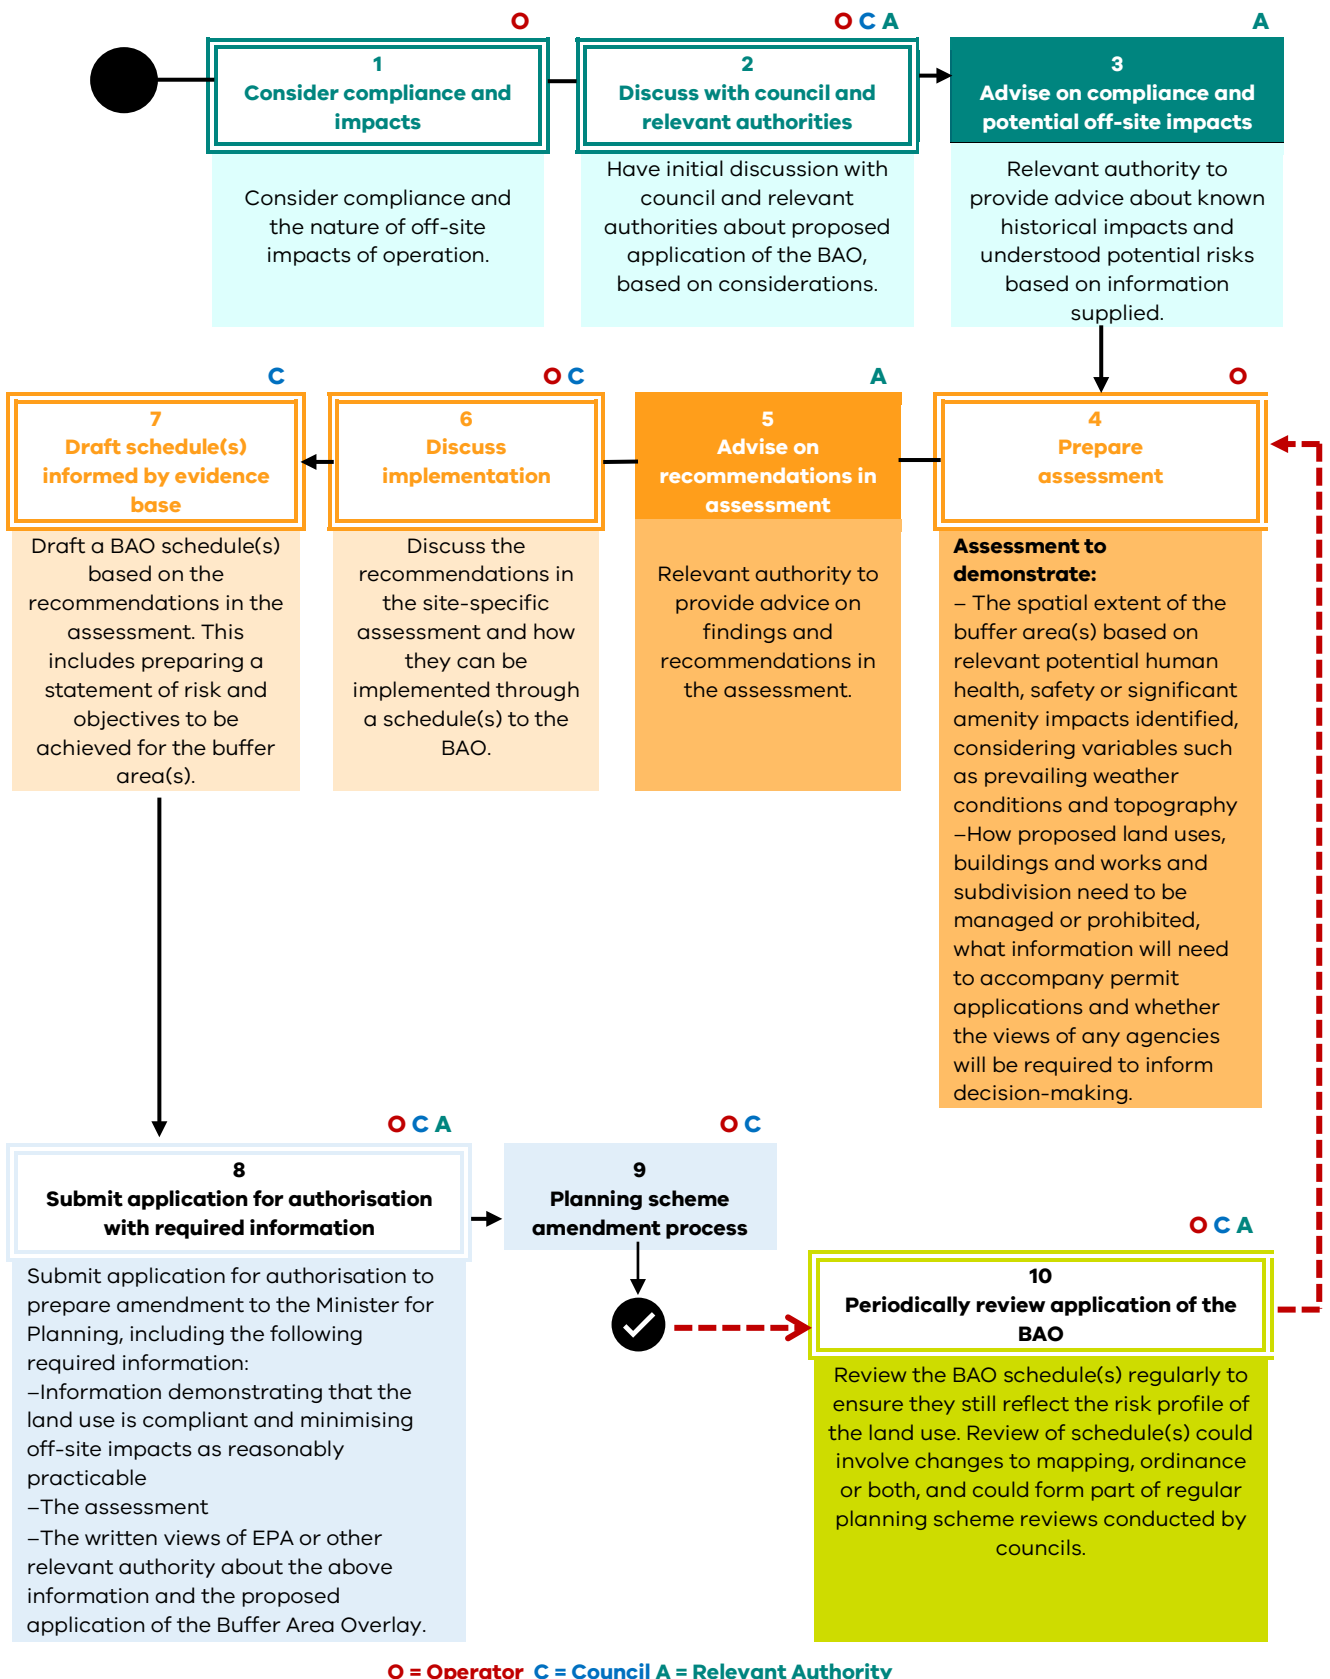 O
1
Consider compliance and
impacts
Consider compliance and
the nature of off-site
impacts of operation.
O C A
2
Discuss with council and
relevant authorities
Have initial discussion with
council and relevant
authorities about proposed
application of the BAO,
based on considerations.
A
3
Advise on compliance and
potential off-site impacts
Relevant authority to
provide advice about known
historical impacts and
understood potential risks
based on information
supplied.
O
4
Prepare
assessment
Assessment to
demonstrate:
– The spatial extent of the
buffer area(s) based on
relevant potential human
health, safety or significant
amenity impacts identified,
considering variables such
as prevailing weather
conditions and topography
–How proposed land uses,
buildings and works and
subdivision need to be
managed or prohibited,
what information will need
to accompany permit
applications and whether
the views of any agencies
will be required to inform
decision-making.
A
5
Advise on
recommendations in
assessment
Relevant authority to
provide advice on
findings and
recommendations in
the assessment.
O C
6
Discuss
implementation
Discuss the
recommendations in
the site-specific
assessment and how
they can be
implemented through
a schedule(s) to the
BAO.
C
7
Draft schedule(s)
informed by evidence
base
Draft a BAO schedule(s)
based on the
recommendations in the
assessment. This
includes preparing a
statement of risk and
objectives to be
achieved for the buffer
area(s).
O C A
8
Submit application for authorisation
with required information
Submit application for authorisation to
prepare amendment to the Minister for
Planning, including the following
required information:
–Information demonstrating that the
land use is compliant and minimising
off-site impacts as reasonably
practicable
–The assessment
–The written views of EPA or other
relevant authority about the above
information and the proposed
application of the Buffer Area Overlay.
O C
9
Planning scheme
amendment process
O C A
10
Periodically review application of the
BAO
Review the BAO schedule(s) regularly to
ensure they still reflect the risk profile of
the land use. Review of schedule(s) could
involve changes to mapping, ordinance
or both, and could form part of regular
planning scheme reviews conducted by
councils.
O = Operator C = Council A = Relevant Authority